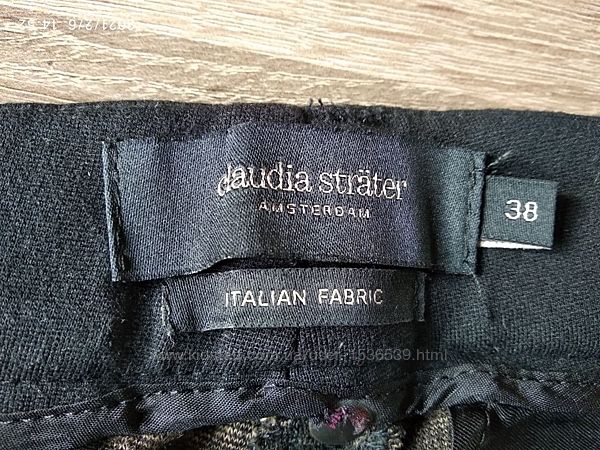 claudia sträter
AMSTERDAM
38
ITALIAN FABRIC